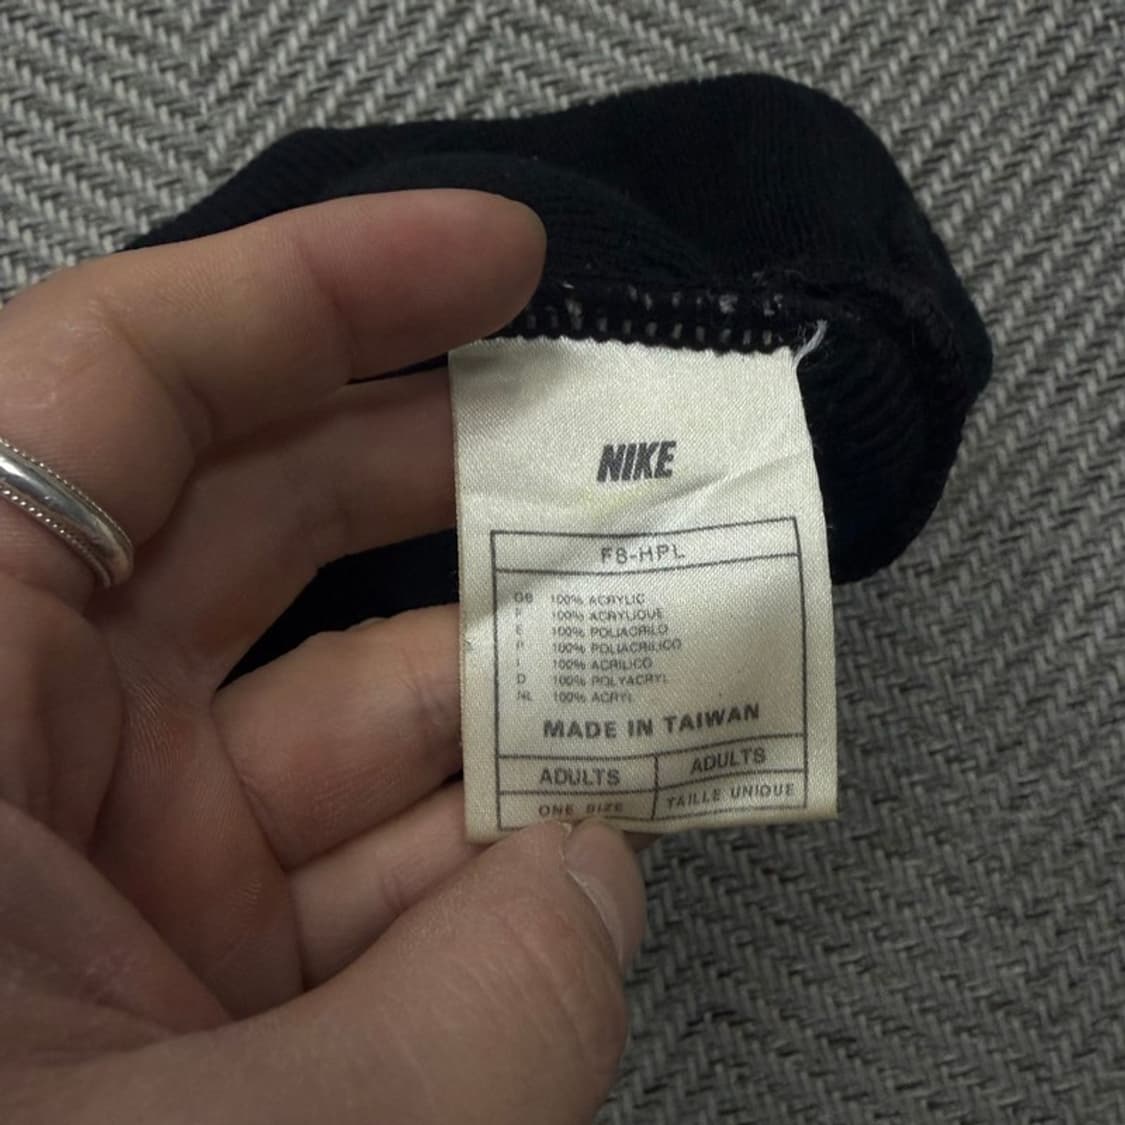 NIKE
F8-HPL
GB 100% ACRYLIC
F 100% ACRYLIQUE
E 100% POLIACRILO
P 100% POLIACRILICO
I 100% ACRILICO
D 100% POLYACRYL
NL 100% ACRYL
MADE IN TAIWAN
ADULTS ADULTS
ONE SIZE TAILLE UNIQUE